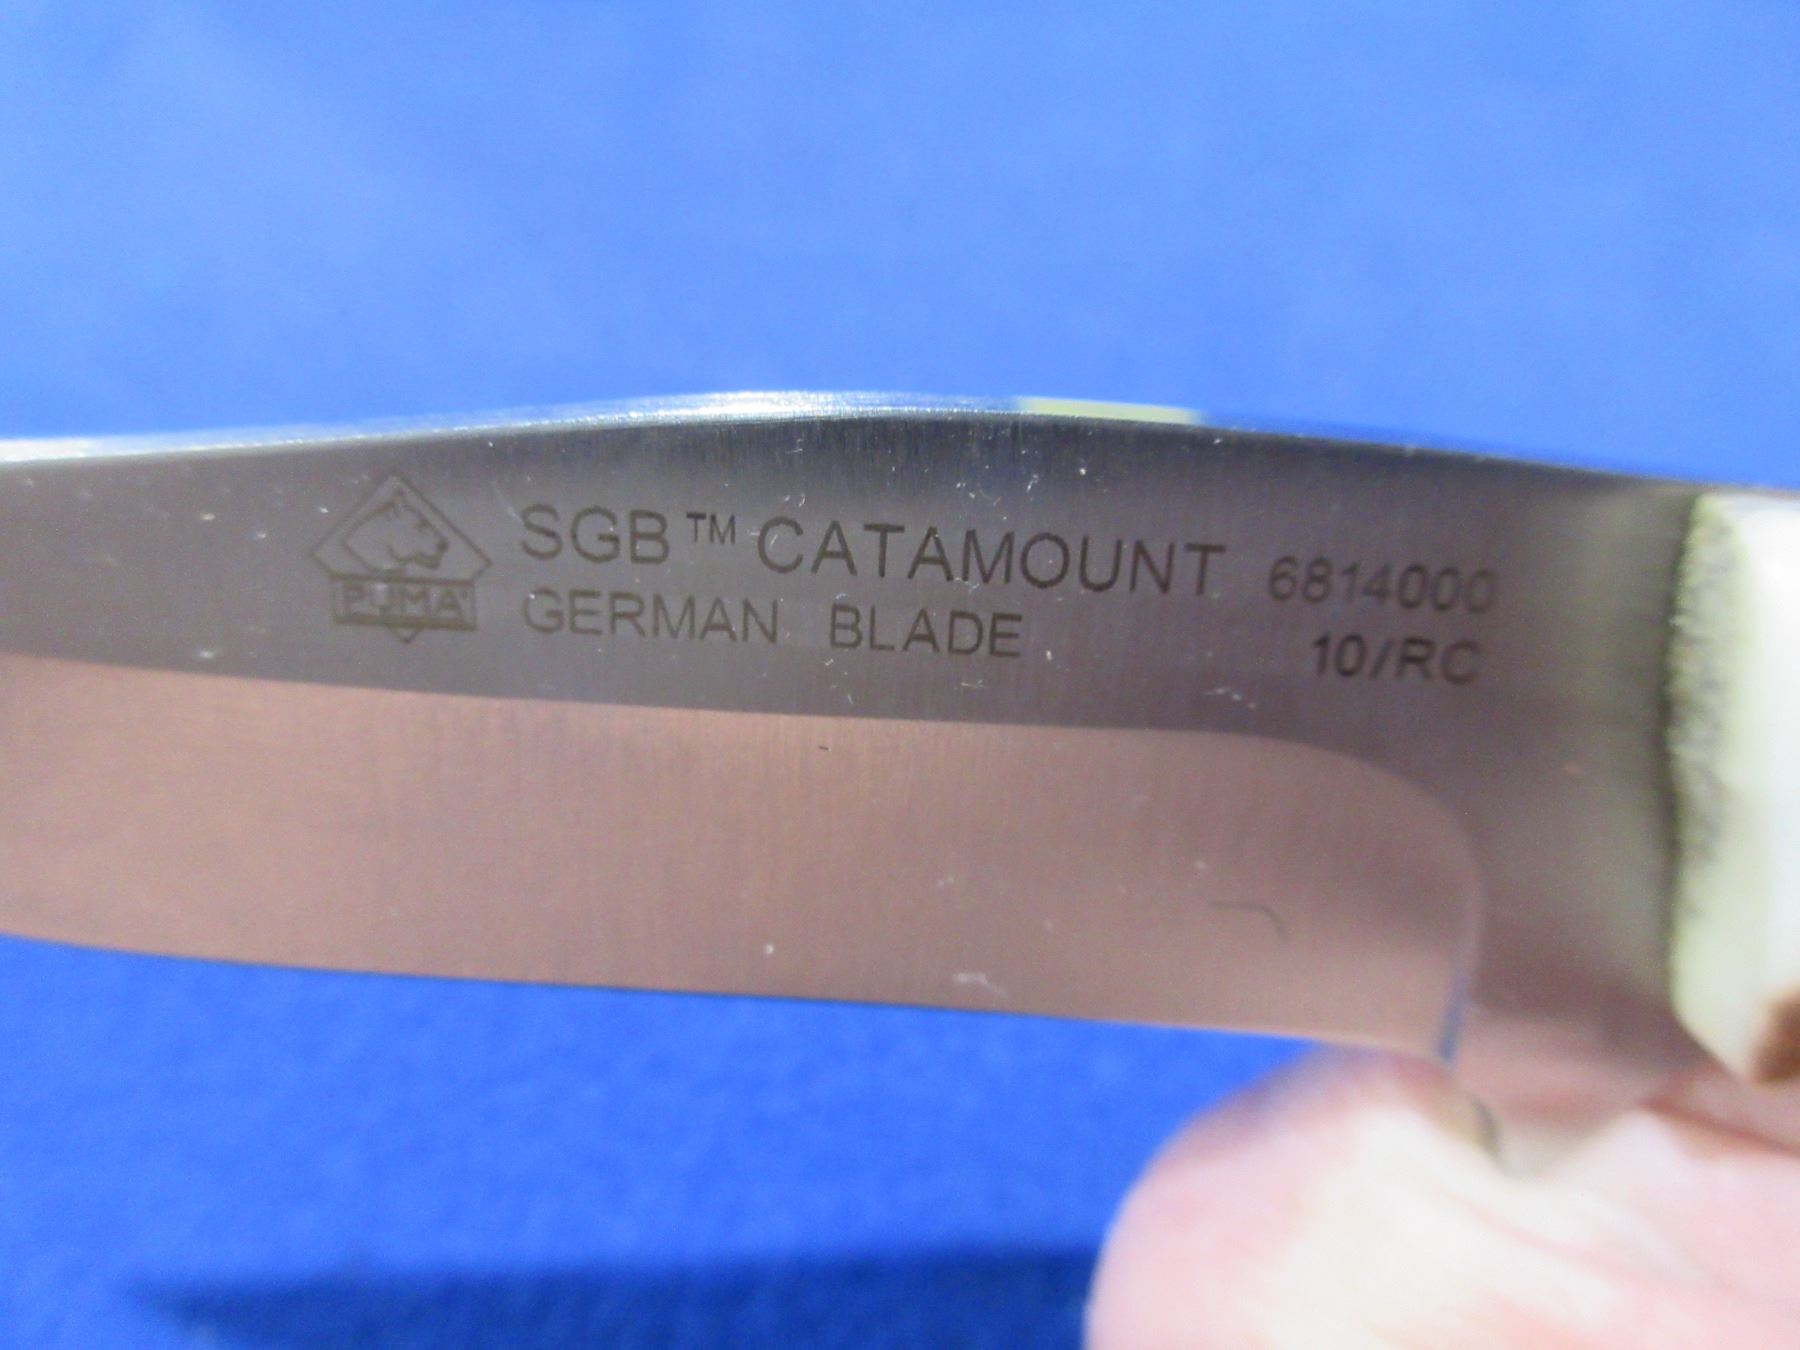 PUMA®
SGB™ CATAMOUNT 6814000
GERMAN BLADE 10/RC